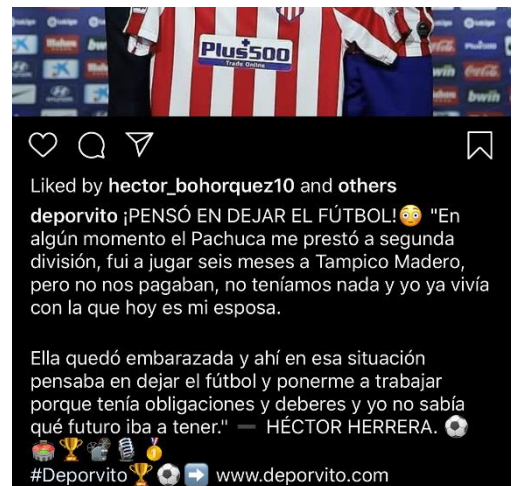 Plus500
Trade Online
bwin
Coca-Cola
bwin
Liked by hector_bohorquez10 and others
deporvito ¡PENSÓ EN DEJAR EL FÚTBOL!😳 "En
algún momento el Pachuca me prestó a segunda
división, fui a jugar seis meses a Tampico Madero,
pero no nos pagaban, no teníamos nada y yo ya vivía
con la que hoy es mi esposa.
Ella quedó embarazada y ahí en esa situación
pensaba en dejar el fútbol y ponerme a trabajar
porque tenía obligaciones y deberes y yo no sabía
qué futuro iba a tener." ➖ HÉCTOR HERRERA. ⚽
🏟️🏆📽️🎙️🥇
#Deporvito🏆⚽➡️ www.deporvito.com